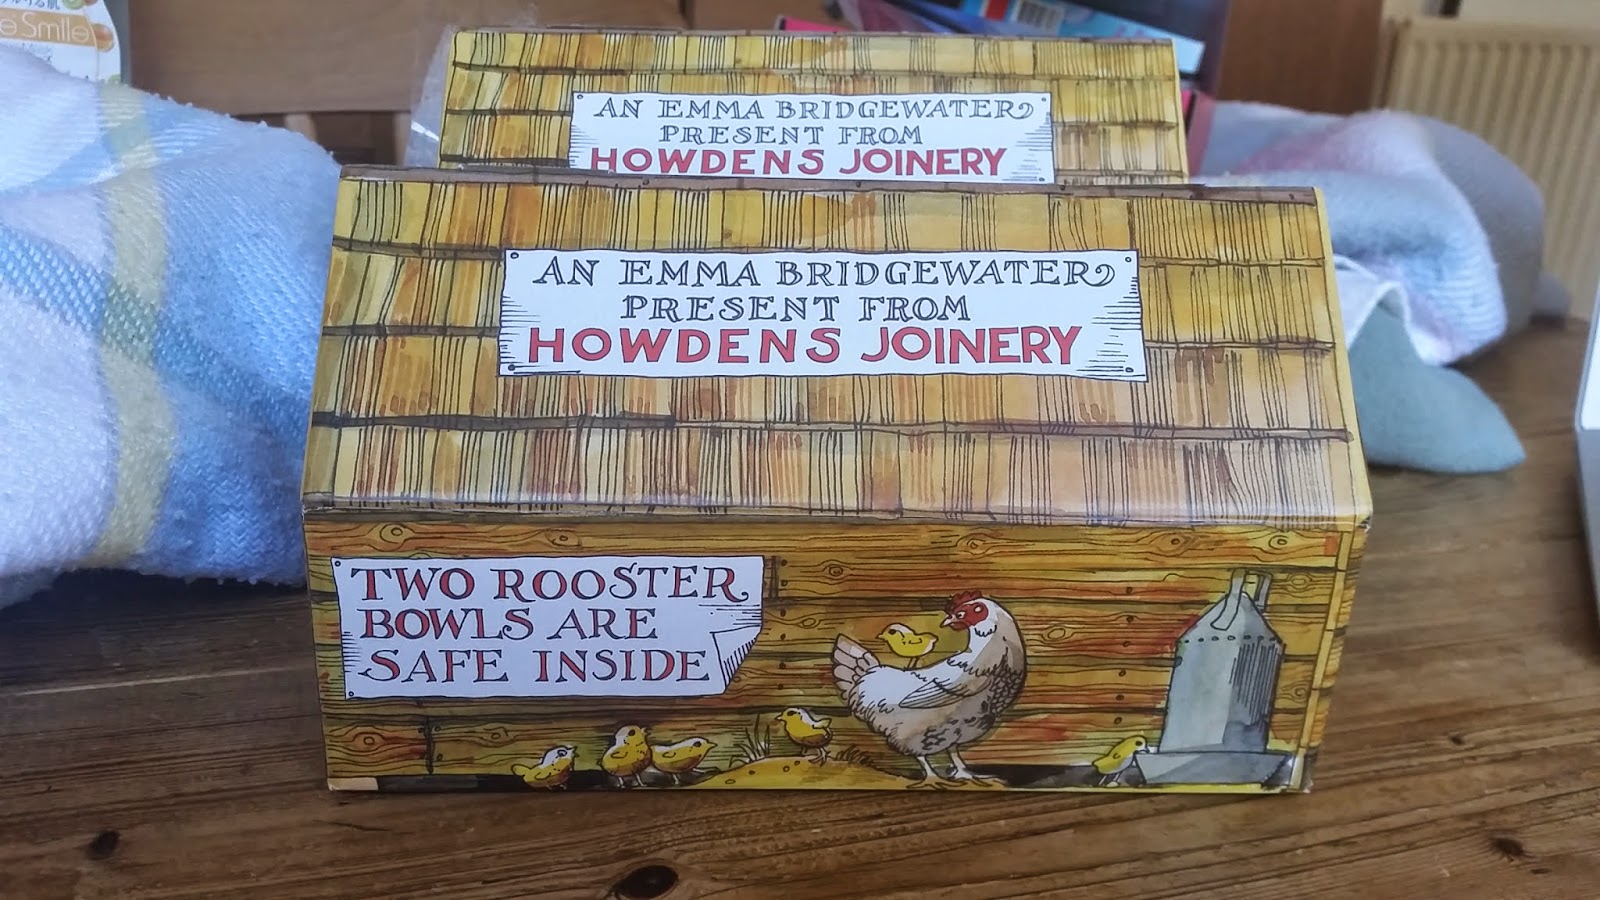 e Smile
AN EMMA BRIDGEWATER
PRESENT FROM
HOWDENS JOINERY
AN EMMA BRIDGEWATER
PRESENT FROM
HOWDENS JOINERY
TWO ROOSTER
BOWLS ARE
SAFE INSIDE